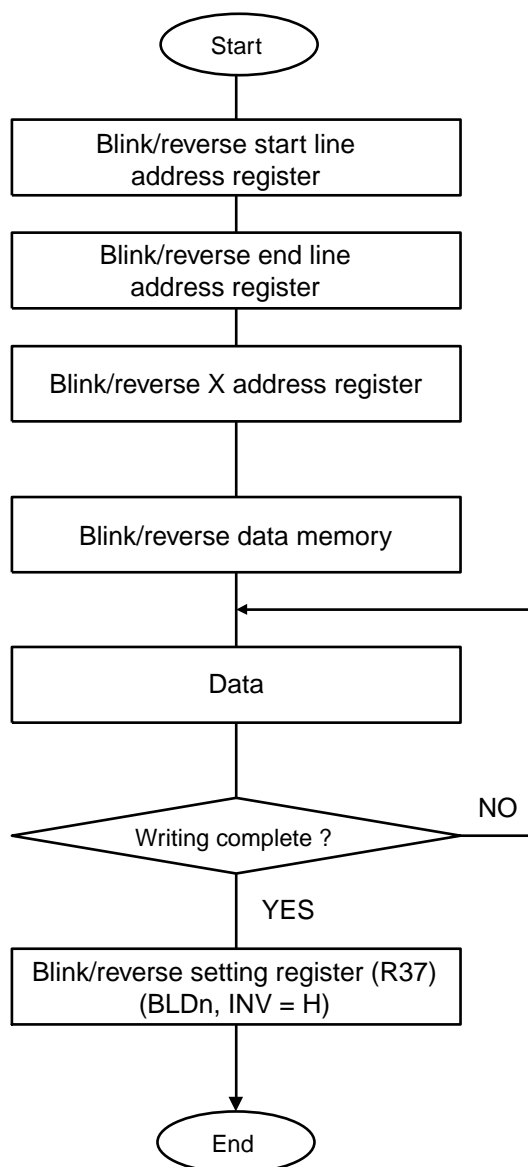 Start
Blink/reverse start line
address register
Blink/reverse end line
address register
Blink/reverse X address register
Blink/reverse data memory
Data
Writing complete ?
NO
YES
Blink/reverse setting register (R37)
(BLDn, INV = H)
End